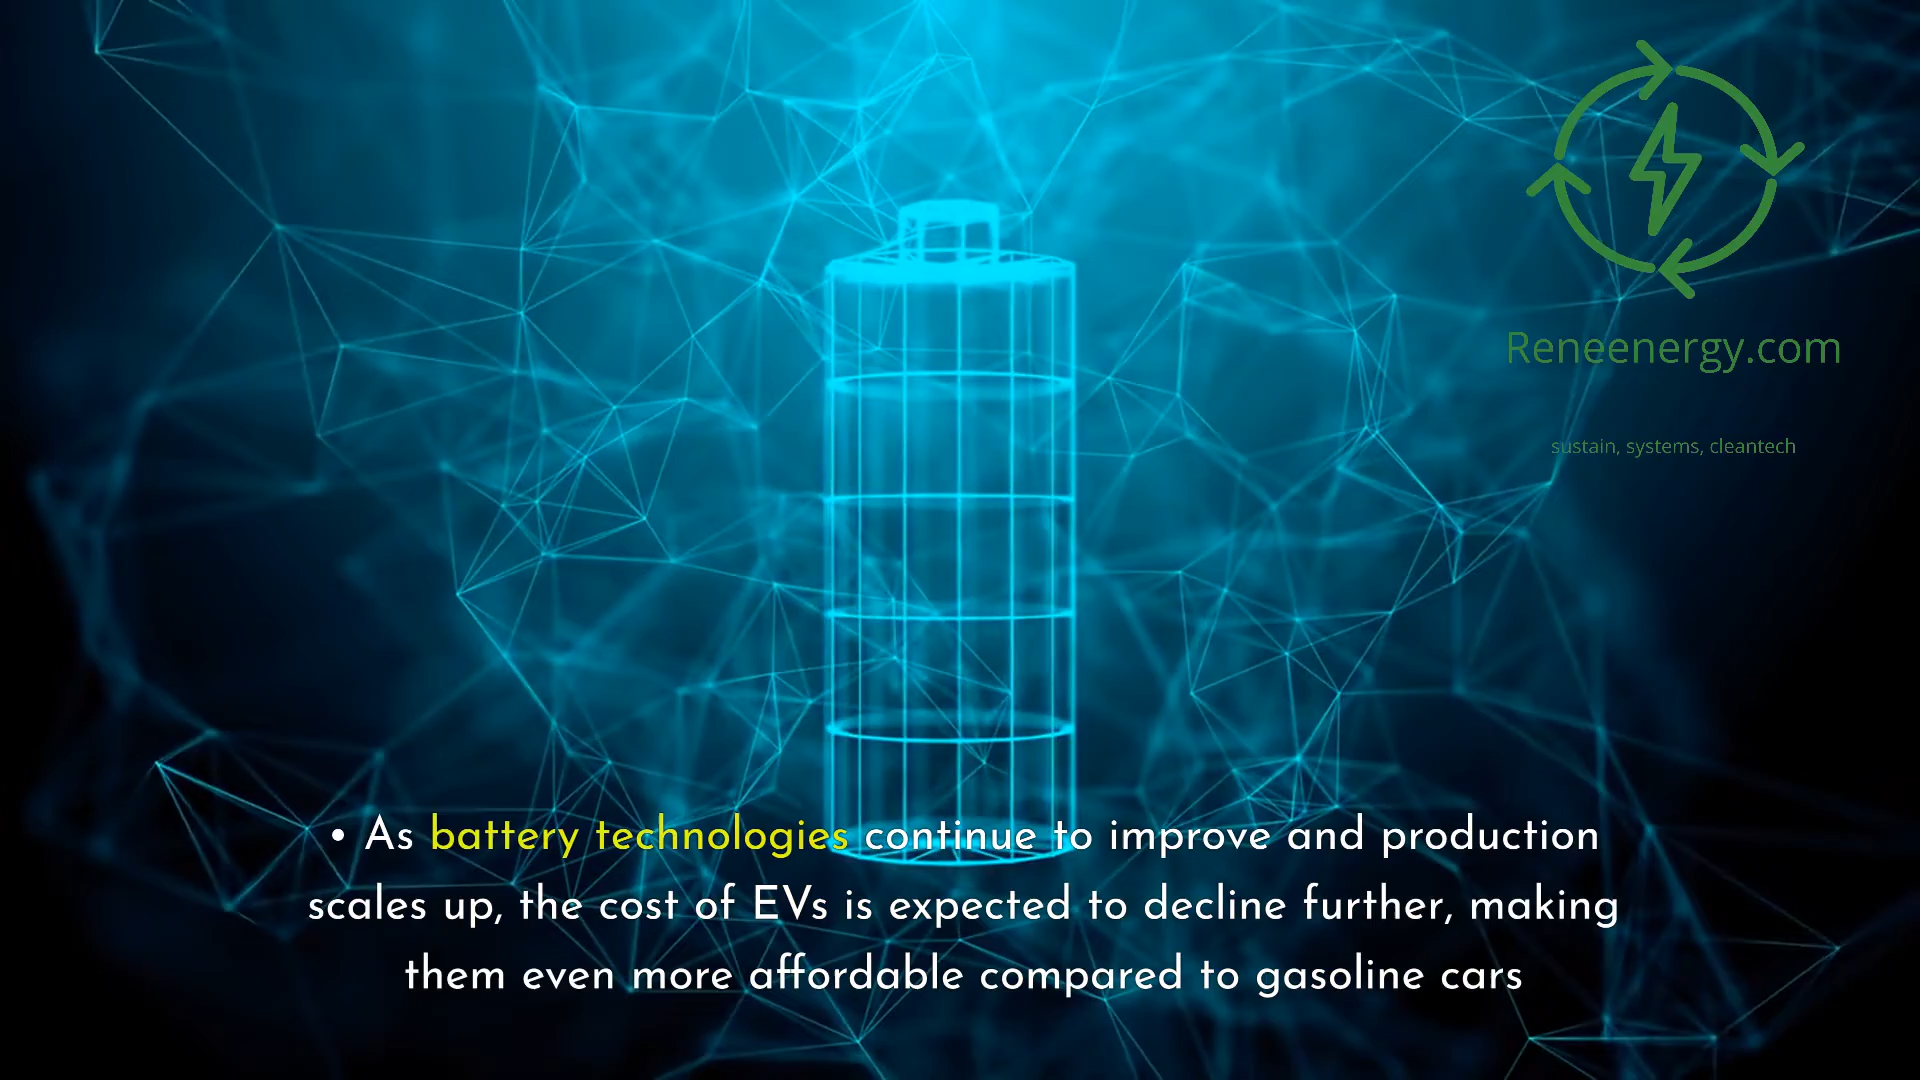 Reneenergy.com
sustain, systems, cleantech
• As battery technologies continue to improve and production
scales up, the cost of EVs is expected to decline further, making
them even more affordable compared to gasoline cars